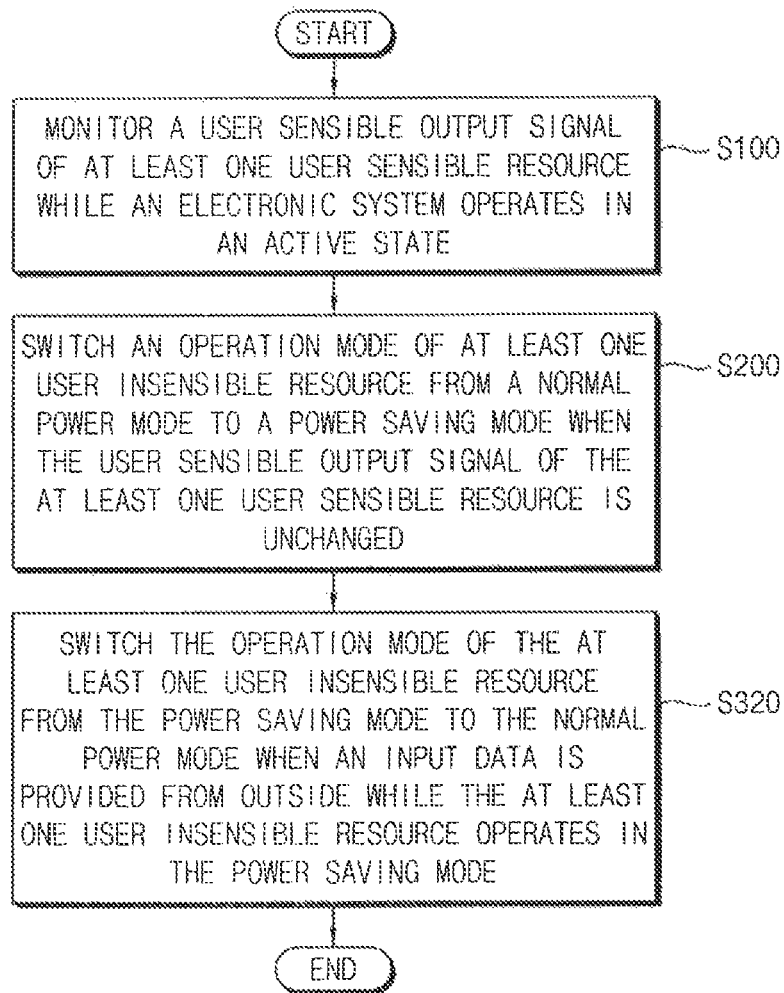 START
MONITOR A USER SENSIBLE OUTPUT SIGNAL
OF AT LEAST ONE USER SENSIBLE RESOURCE
WHILE AN ELECTRONIC SYSTEM OPERATES IN
AN ACTIVE STATE
S100
SWITCH AN OPERATION MODE OF AT LEAST ONE
USER INSENSIBLE RESOURCE FROM A NORMAL
POWER MODE TO A POWER SAVING MODE WHEN
THE USER SENSIBLE OUTPUT SIGNAL OF THE
AT LEAST ONE USER SENSIBLE RESOURCE IS
UNCHANGED
S200
SWITCH THE OPERATION MODE OF THE AT
LEAST ONE USER INSENSIBLE RESOURCE
FROM THE POWER SAVING MODE TO THE NORMAL
POWER MODE WHEN AN INPUT DATA IS
PROVIDED FROM OUTSIDE WHILE THE AT LEAST
ONE USER INSENSIBLE RESOURCE OPERATES IN
THE POWER SAVING MODE
S320
END